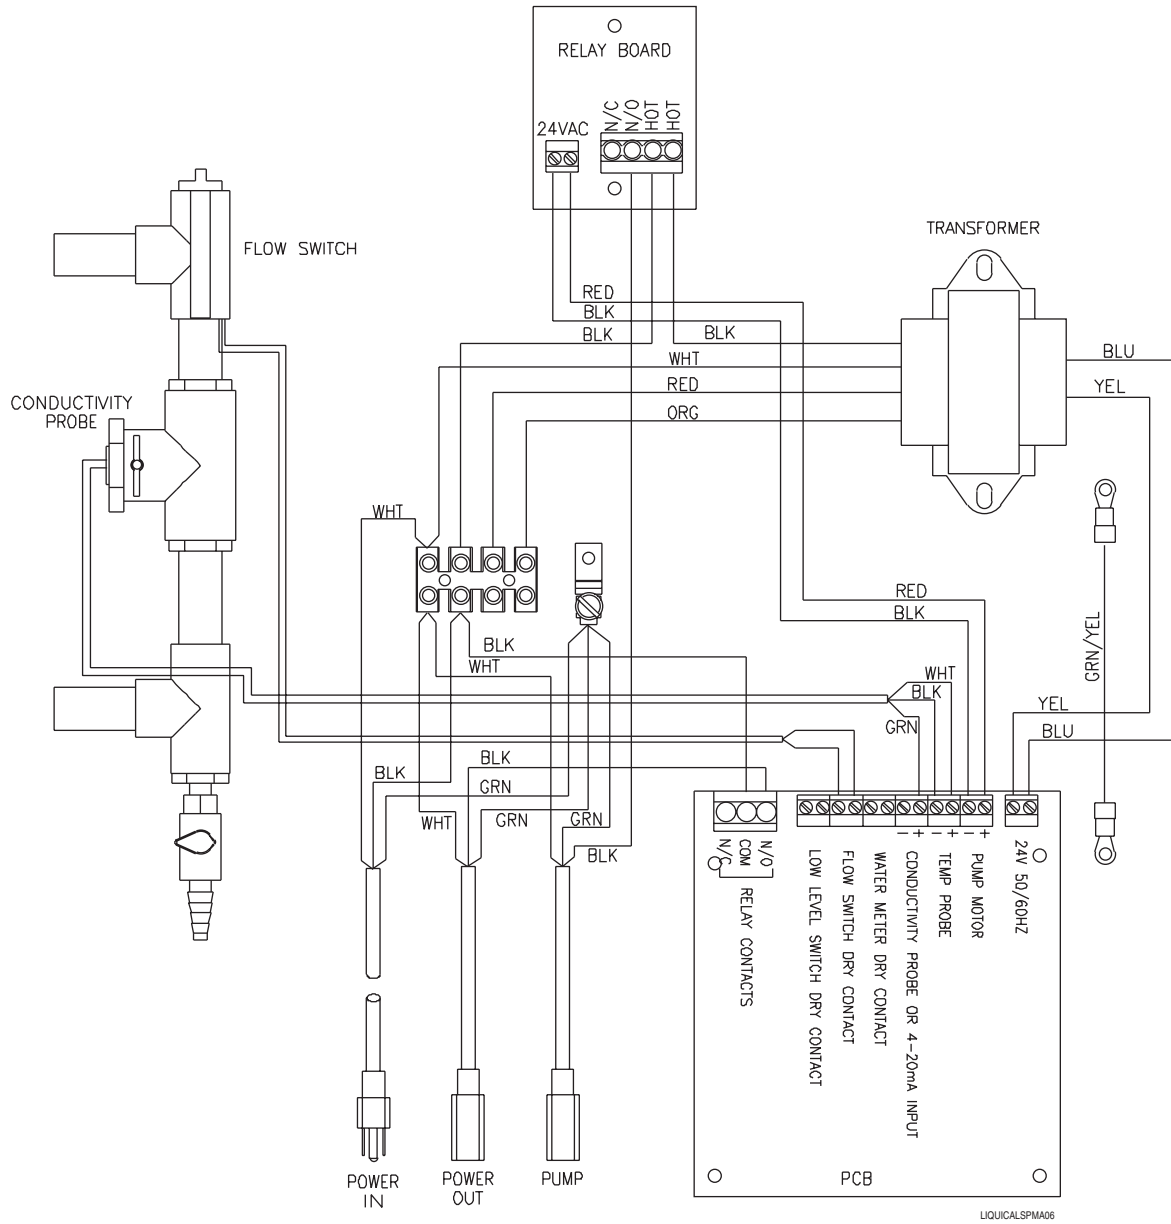 RELAY BOARD
24VAC
N/C
N/O
HOT
HOT
FLOW SWITCH
TRANSFORMER
RED
BLK
BLK
BLK
WHT
RED
ORG
BLU
YEL
CONDUCTIVITY
PROBE
WHT
RED
BLK
GRN/YEL
BLK
WHT
WHT
BLK
GRN
YEL
BLU
BLK
BLK
GRN
WHT
GRN
GRN
BLK
N/C
COM
N/O
RELAY CONTACTS
LOW LEVEL SWITCH DRY CONTACT
FLOW SWITCH DRY CONTACT
WATER METER DRY CONTACT
- +
CONDUCTIVITY PROBE OR 4-20mA INPUT
- +
TEMP PROBE
- +
PUMP MOTOR
24V 50/60HZ
POWER
IN
POWER
OUT
PUMP
PCB
LIQUICALSPMA06